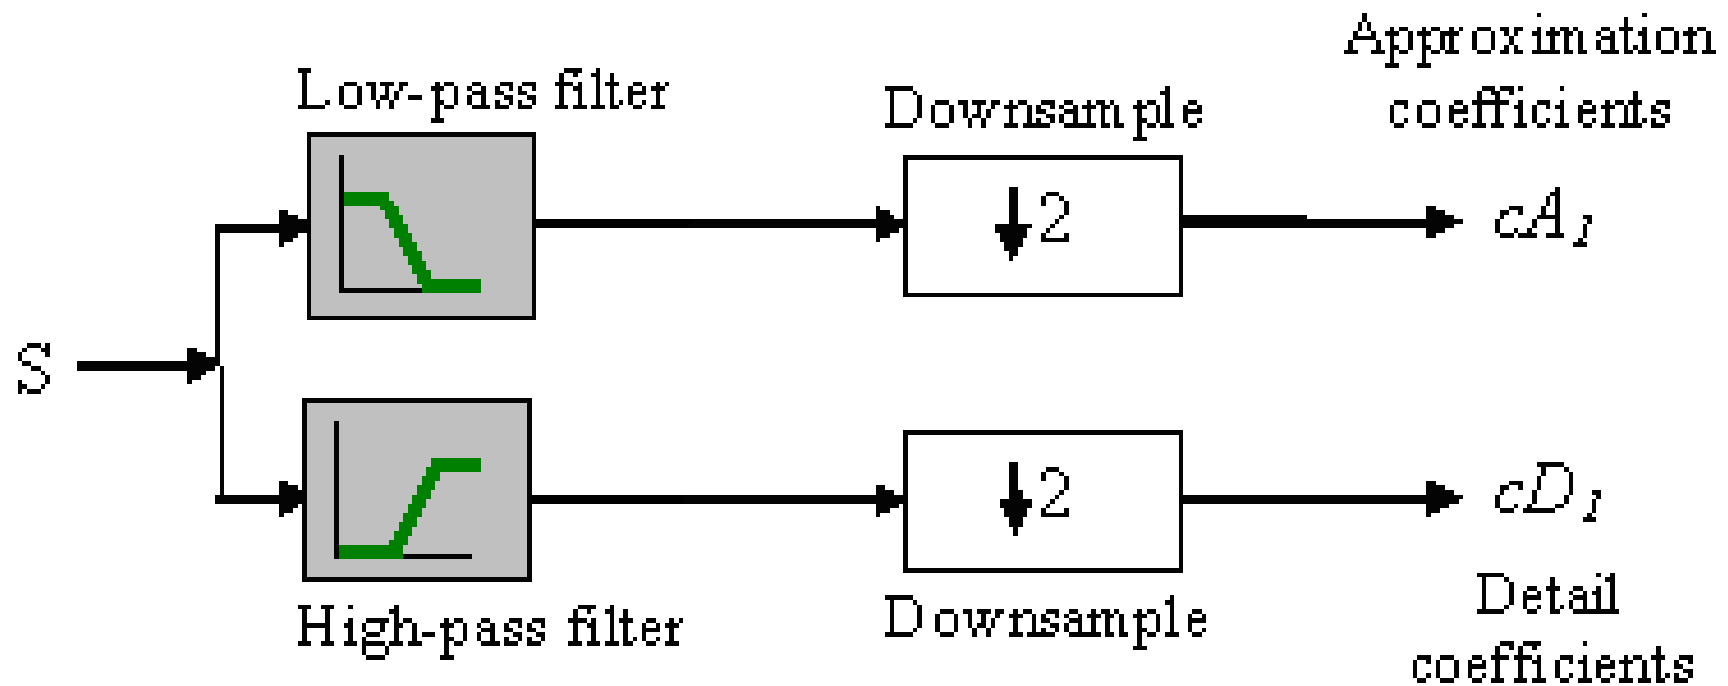 Approximation
coefficients
Low-pass filter
Downsample
↓2
cA₁
S
↓2
cD₁
High-pass filter
Downsample
Detail
coefficients